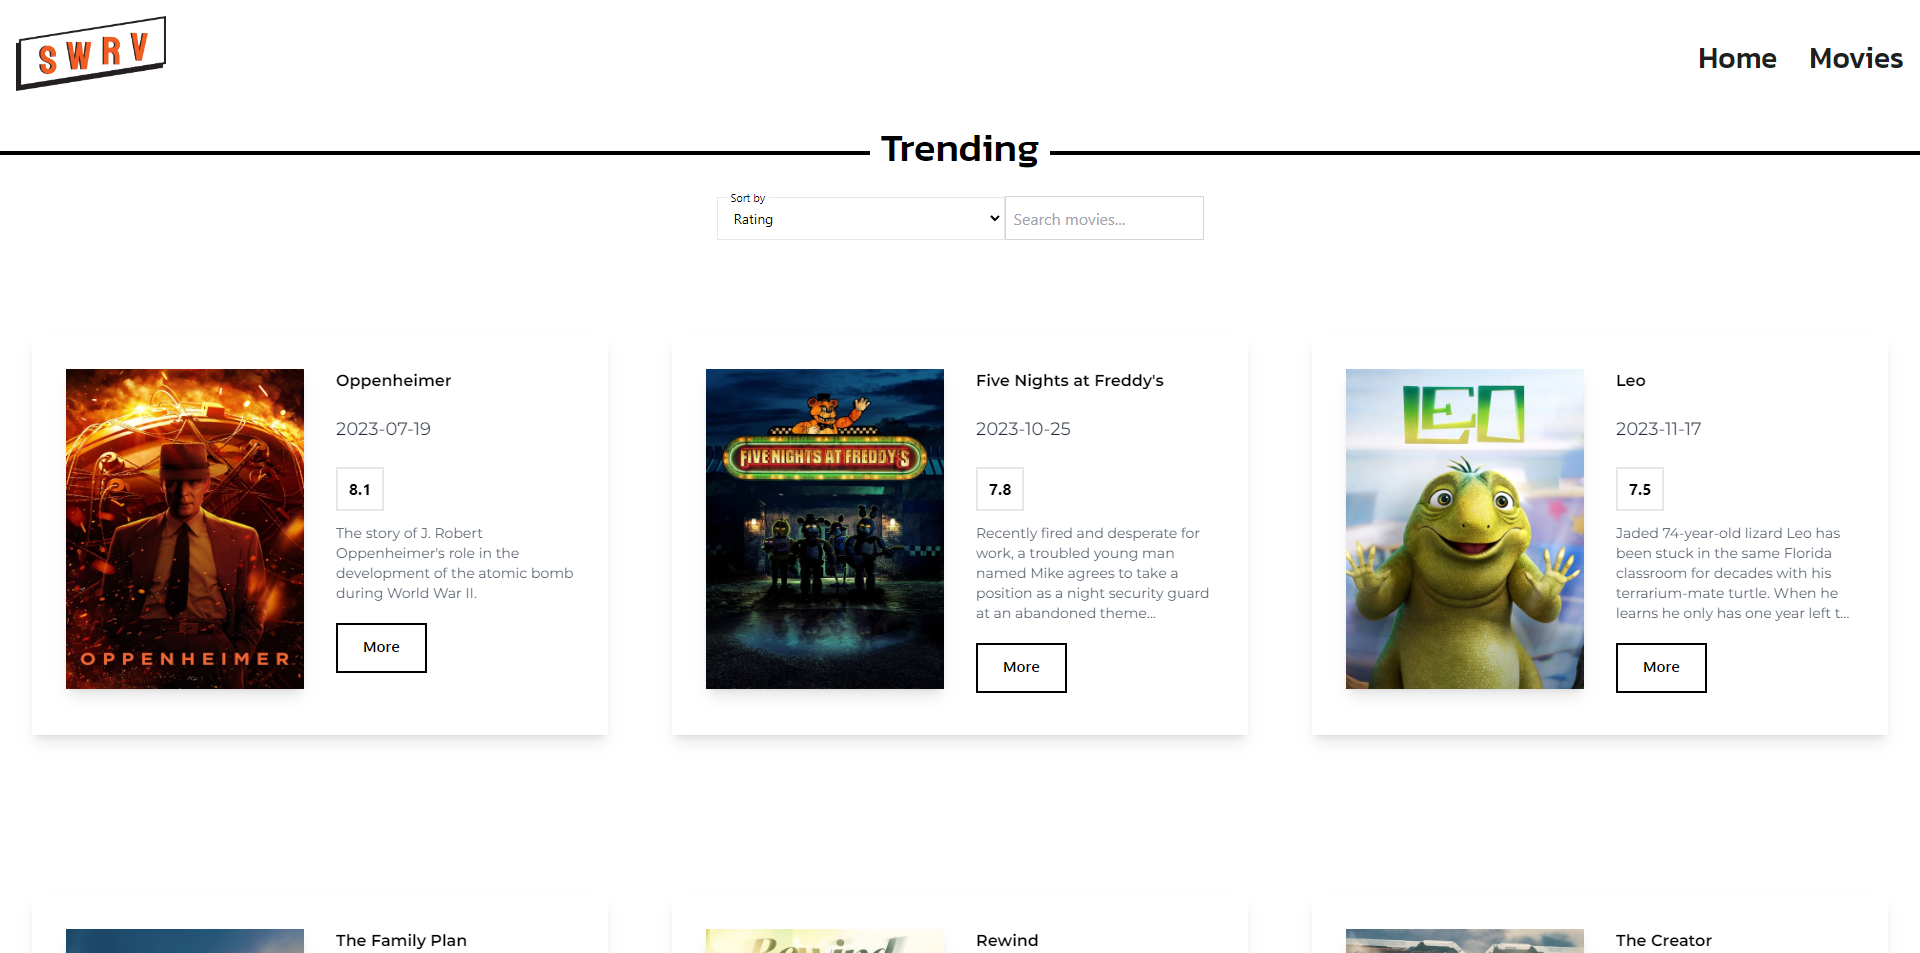 SWRV
Home
Movies
Trending
Sort by
Rating
Search movies...
OPPENHEIMER
Oppenheimer
2023-07-19
8.1
The story of J. Robert
Oppenheimer's role in the
development of the atomic bomb
during World War II.
More
FIVE NIGHTS AT FREDDY'S
Five Nights at Freddy's
2023-10-25
7.8
Recently fired and desperate for
work, a troubled young man
named Mike agrees to take a
position as a night security guard
at an abandoned theme...
More
LEO
Leo
2023-11-17
7.5
Jaded 74-year-old lizard Leo has
been stuck in the same Florida
classroom for decades with his
terrarium-mate turtle. When he
learns he only has one year left t...
More
The Family Plan
Rewind
Rewind
The Creator